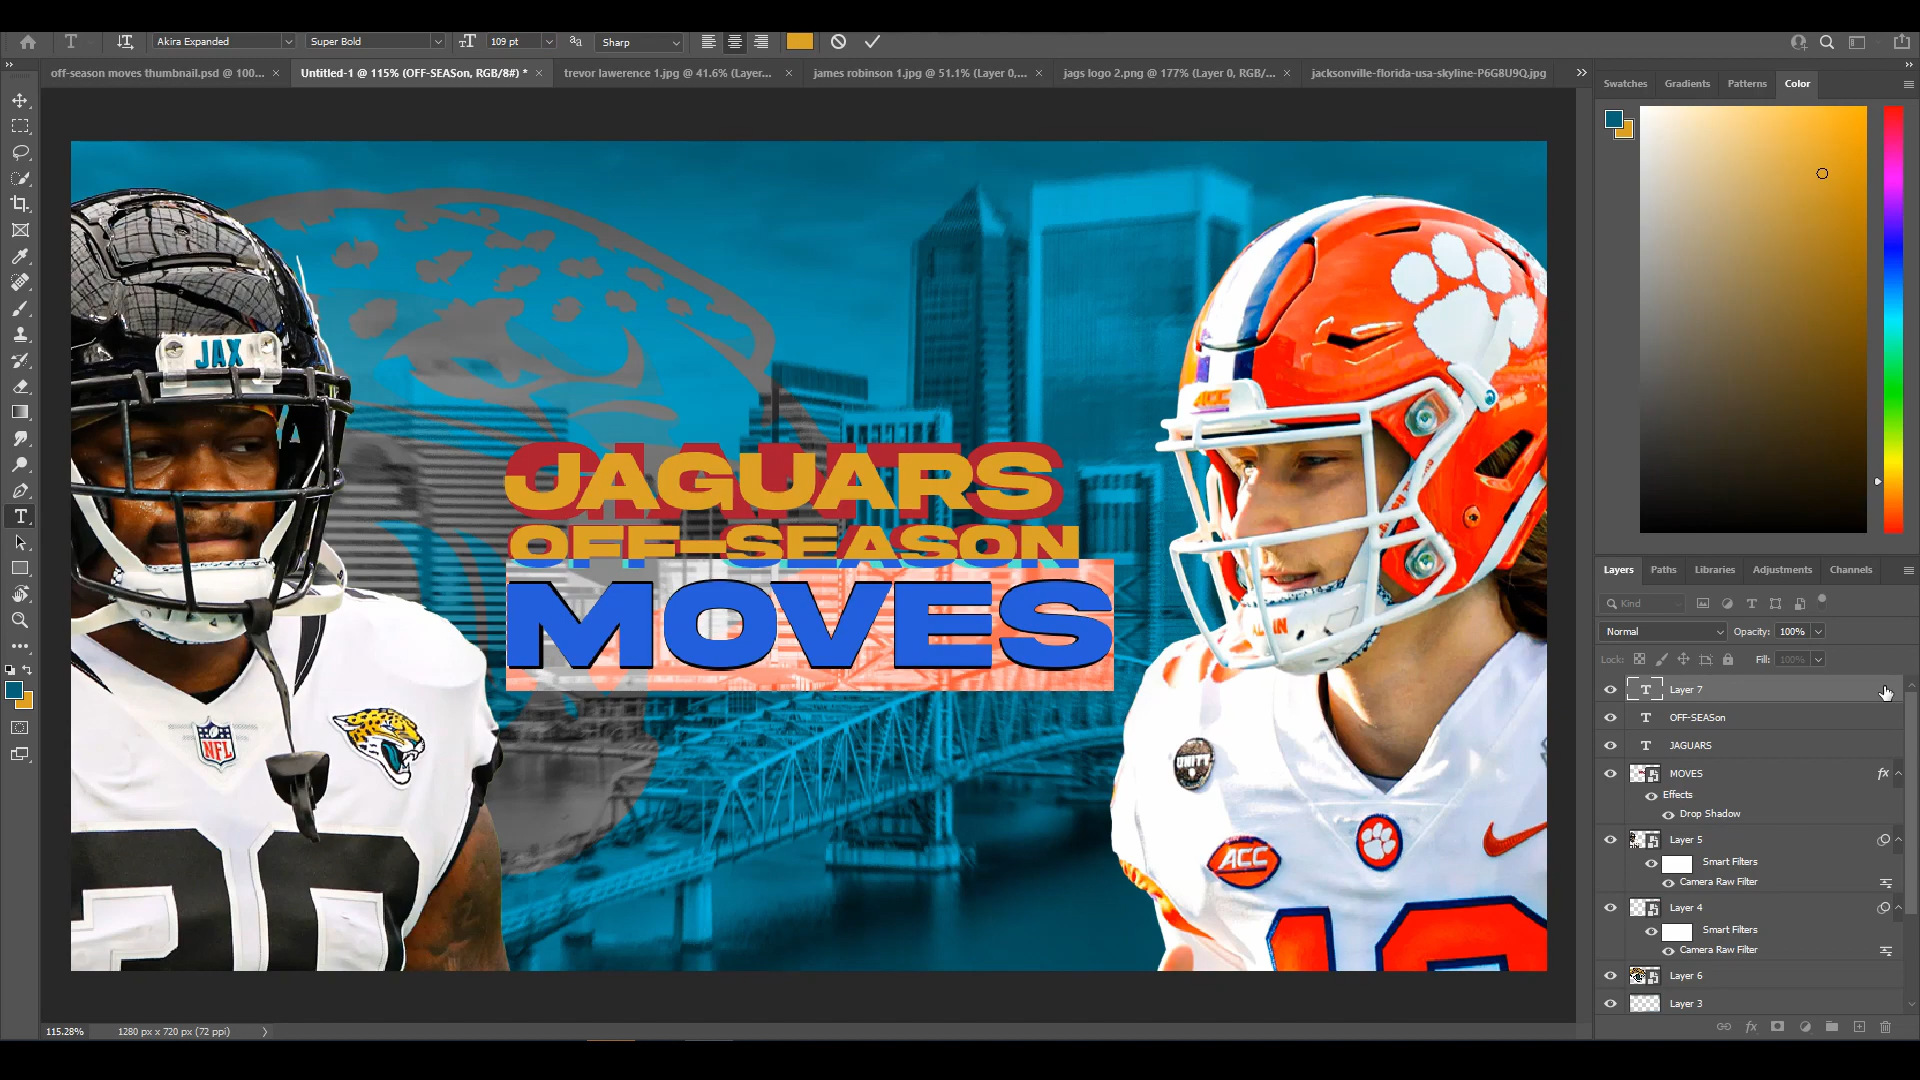 Akira Expanded
Super Bold
109 pt
Sharp
off-season moves thumbnail.psd @ 100...
Untitled-1 @ 115% (OFF-SEASon, RGB/8#) *
trevor lawerence 1.jpg @ 41.6% (Layer...
james robinson 1.jpg @ 51.1% (Layer 0,...
jags logo 2.png @ 177% (Layer 0, RGB/...
jacksonville-florida-usa-skyline-P6G8U9Q.jpg
Swatches
Gradients
Patterns
Color
JAX
ACC
JAGUARS
OFF-SEASON
MOVES
NFL
UNITY
ACC
Layers
Paths
Libraries
Adjustments
Channels
Kind
Normal
Opacity: 100%
Lock:
Fill: 100%
T Layer 7
T OFF-SEASon
T JAGUARS
MOVES fx
Effects
Drop Shadow
Layer 5
Smart Filters
Camera Raw Filter
Layer 4
Smart Filters
Camera Raw Filter
Layer 6
Layer 3
115.28%
1280 px x 720 px (72 ppi)